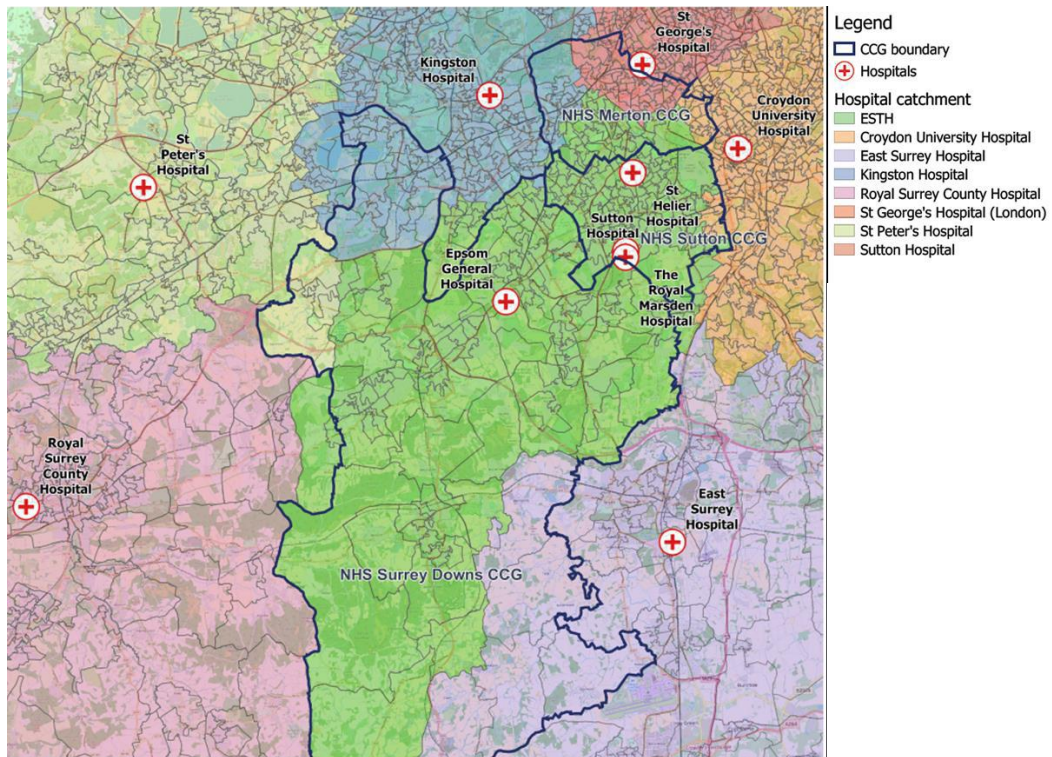 St
George's
Hospital
Kingston
Hospital
Croydon
University
Hospital
NHS Merton CCG
St
Peter's
Hospital
St
Helier
Hospital
Sutton
Hospital
NHS Sutton CCG
Epsom
General
Hospital
The
Royal
Marsden
Hospital
Royal
Surrey
County
Hospital
East
Surrey
Hospital
NHS Surrey Downs CCG
Legend
CCG boundary
Hospitals
Hospital catchment
ESTH
Croydon University Hospital
East Surrey Hospital
Kingston Hospital
Royal Surrey County Hospital
St George's Hospital (London)
St Peter's Hospital
Sutton Hospital